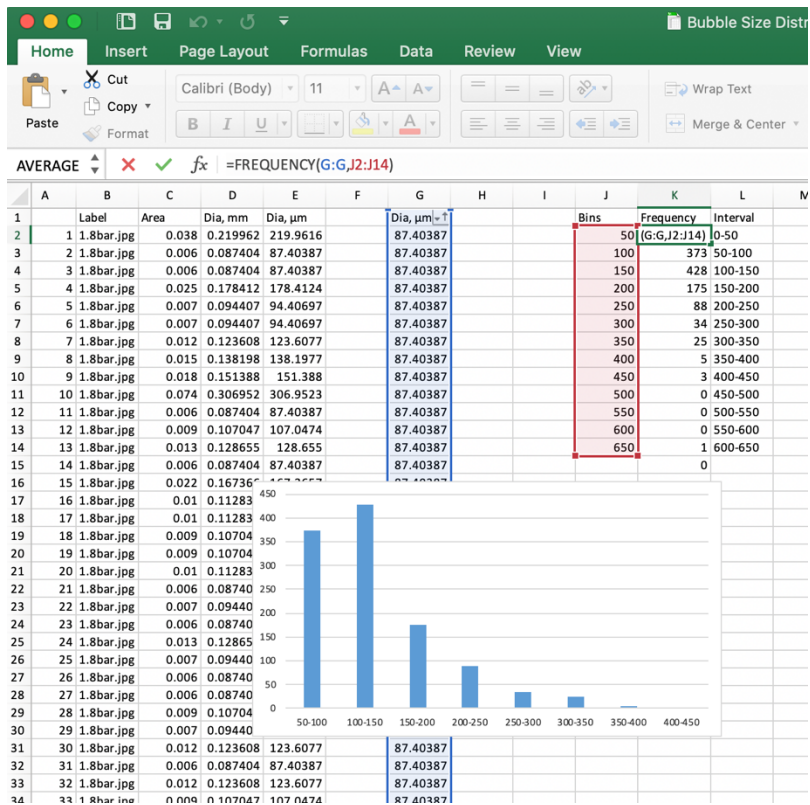 Bubble Size Distr
Home Insert Page Layout Formulas Data Review View
Paste Cut Copy Format Calibri (Body) 11 A A B I U A Wrap Text Merge & Center
AVERAGE fx =FREQUENCY(G:G,J2:J14)
A B C D E F G H I J K L M
1 Label Area Dia, mm Dia, µm Dia, µm Bins Frequency Interval
2 1 1.8bar.jpg 0.038 0.219962 219.9616 87.40387 50 (G:G,J2:J14) 0-50
3 2 1.8bar.jpg 0.006 0.087404 87.40387 87.40387 100 373 50-100
4 3 1.8bar.jpg 0.006 0.087404 87.40387 87.40387 150 428 100-150
5 4 1.8bar.jpg 0.025 0.178412 178.4124 87.40387 200 175 150-200
6 5 1.8bar.jpg 0.007 0.094407 94.40697 87.40387 250 88 200-250
7 6 1.8bar.jpg 0.007 0.094407 94.40697 87.40387 300 34 250-300
8 7 1.8bar.jpg 0.012 0.123608 123.6077 87.40387 350 25 300-350
9 8 1.8bar.jpg 0.015 0.138198 138.1977 87.40387 400 5 350-400
10 9 1.8bar.jpg 0.018 0.151388 151.388 87.40387 450 3 400-450
11 10 1.8bar.jpg 0.074 0.306952 306.9523 87.40387 500 0 450-500
12 11 1.8bar.jpg 0.006 0.087404 87.40387 87.40387 550 0 500-550
13 12 1.8bar.jpg 0.009 0.107047 107.0474 87.40387 600 0 550-600
14 13 1.8bar.jpg 0.013 0.128655 128.655 87.40387 650 1 600-650
15 14 1.8bar.jpg 0.006 0.087404 87.40387 87.40387 0
16 15 1.8bar.jpg 0.022 0.16736
17 16 1.8bar.jpg 0.01 0.11283
18 17 1.8bar.jpg 0.01 0.11283
19 18 1.8bar.jpg 0.009 0.10704
20 19 1.8bar.jpg 0.009 0.10704
21 20 1.8bar.jpg 0.01 0.11283
22 21 1.8bar.jpg 0.006 0.08740
23 22 1.8bar.jpg 0.007 0.09440
24 23 1.8bar.jpg 0.006 0.08740
25 24 1.8bar.jpg 0.013 0.12865
26 25 1.8bar.jpg 0.007 0.09440
27 26 1.8bar.jpg 0.006 0.08740
28 27 1.8bar.jpg 0.006 0.08740
29 28 1.8bar.jpg 0.009 0.10704
30 29 1.8bar.jpg 0.007 0.09440
450
400
350
300
250
200
150
100
50
0
50-100 100-150 150-200 200-250 250-300 300-350 350-400 400-450
31 30 1.8bar.jpg 0.012 0.123608 123.6077 87.40387
32 31 1.8bar.jpg 0.006 0.087404 87.40387 87.40387
33 32 1.8bar.jpg 0.012 0.123608 123.6077 87.40387
34 33 1.8bar.jpg 0.009 0.107047 107.0474 87.40387